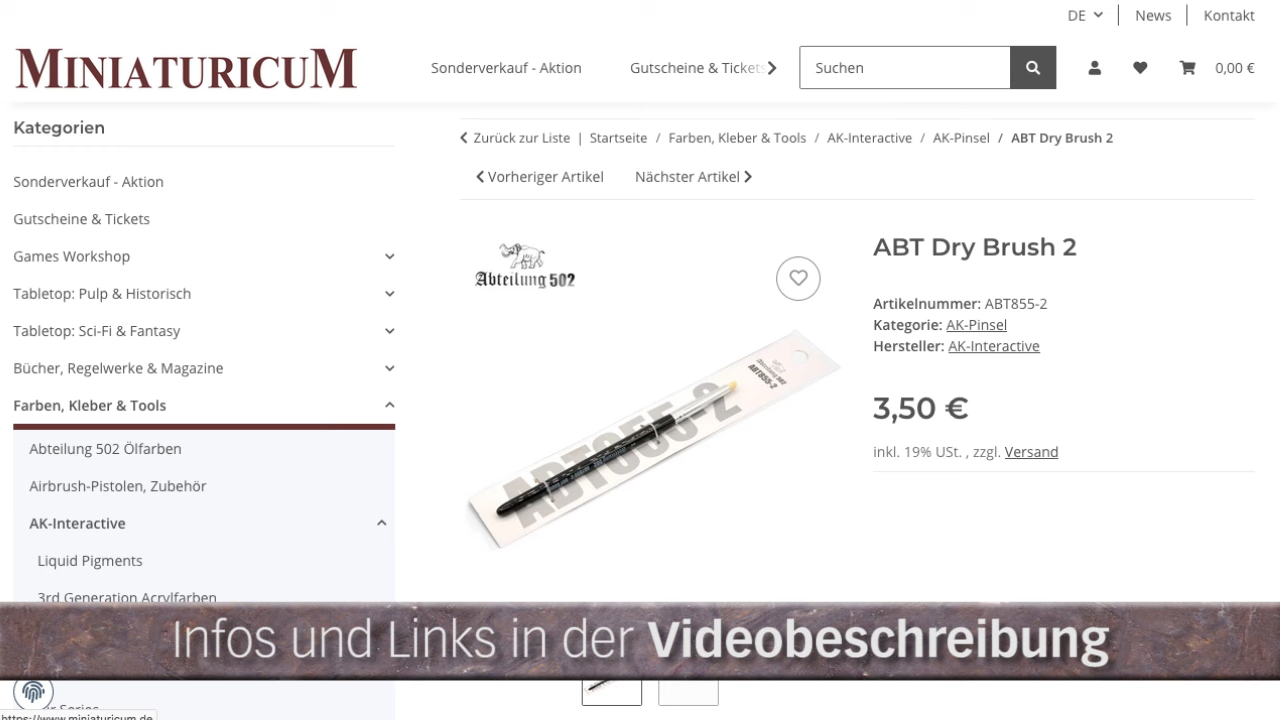 DE
News
Kontakt
MINIATURICUM
Sonderverkauf - Aktion
Gutscheine & Tickets
Suchen
0,00 €
Kategorien
Sonderverkauf - Aktion
Gutscheine & Tickets
Games Workshop
Tabletop: Pulp & Historisch
Tabletop: Sci-Fi & Fantasy
Bücher, Regelwerke & Magazine
Farben, Kleber & Tools
Abteilung 502 Ölfarben
Airbrush-Pistolen, Zubehör
AK-Interactive
Liquid Pigments
3rd Generation Acrylfarben
Zurück zur Liste | Startseite / Farben, Kleber & Tools / AK-Interactive / AK-Pinsel / ABT Dry Brush 2
Vorheriger Artikel
Nächster Artikel
Abteilung 502
ABT855-2
ABT855-2
ABT Dry Brush 2
Artikelnummer: ABT855-2
Kategorie: AK-Pinsel
Hersteller: AK-Interactive
3,50 €
inkl. 19% USt. , zzgl. Versand
Infos und Links in der Videobeschreibung
Series
https://www.miniaturicum.de